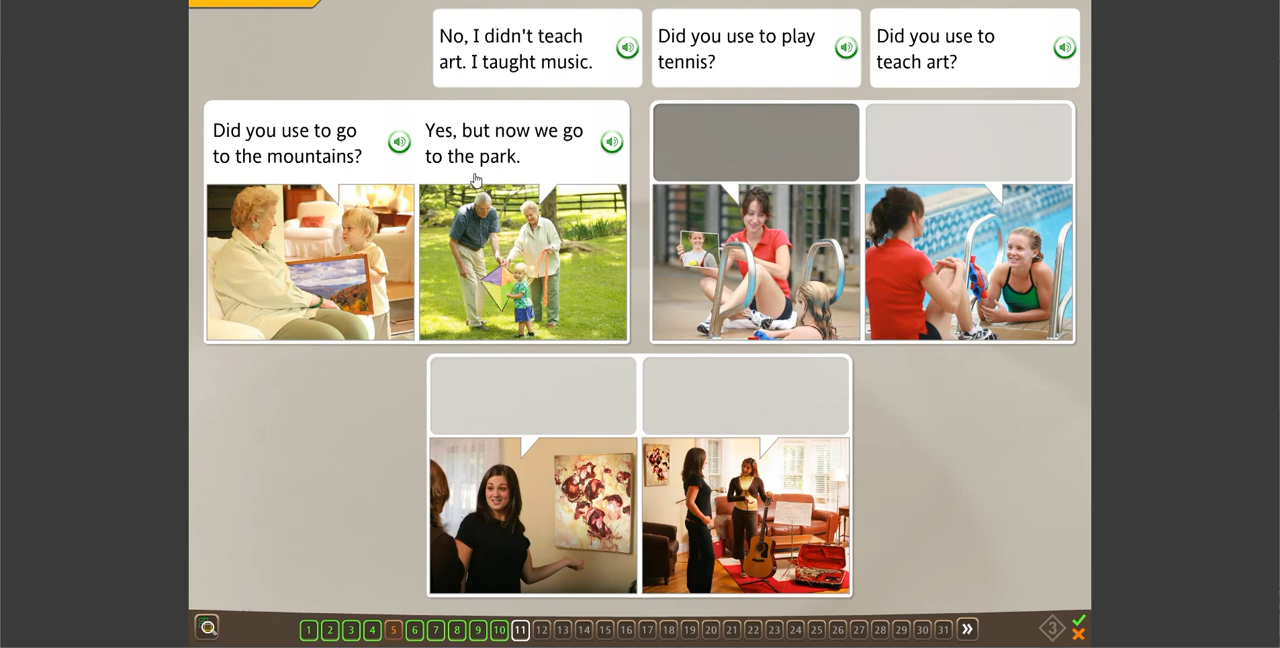 No, I didn't teach
art. I taught music.
Did you use to play
tennis?
Did you use to
teach art?
Did you use to go
to the mountains?
Yes, but now we go
to the park.
1 2 3 4 5 6 7 8 9 10 11 12 13 14 15 16 17 18 19 20 21 22 23 24 25 26 27 28 29 30 31 »
3